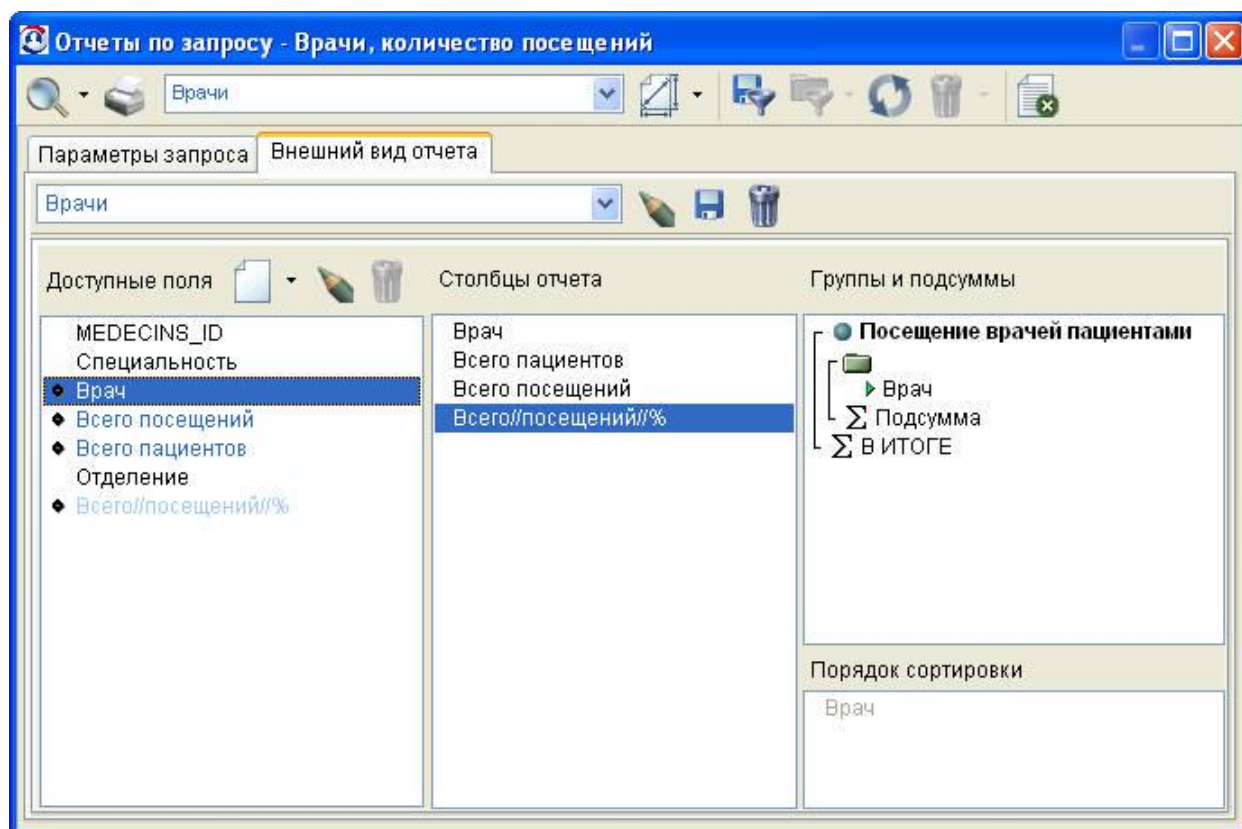 Отчеты по запросу - Врачи, количество посещений
Врачи
Параметры запроса
Внешний вид отчета
Врачи
Доступные поля
MEDECINS_ID
Специальность
Врач
Всего посещений
Всего пациентов
Отделение
Всего//посещений//%
Столбцы отчета
Врач
Всего пациентов
Всего посещений
Всего//посещений//%
Группы и подсуммы
Посещение врачей пациентами
Врач
Σ Подсумма
Σ В ИТОГЕ
Порядок сортировки
Врач